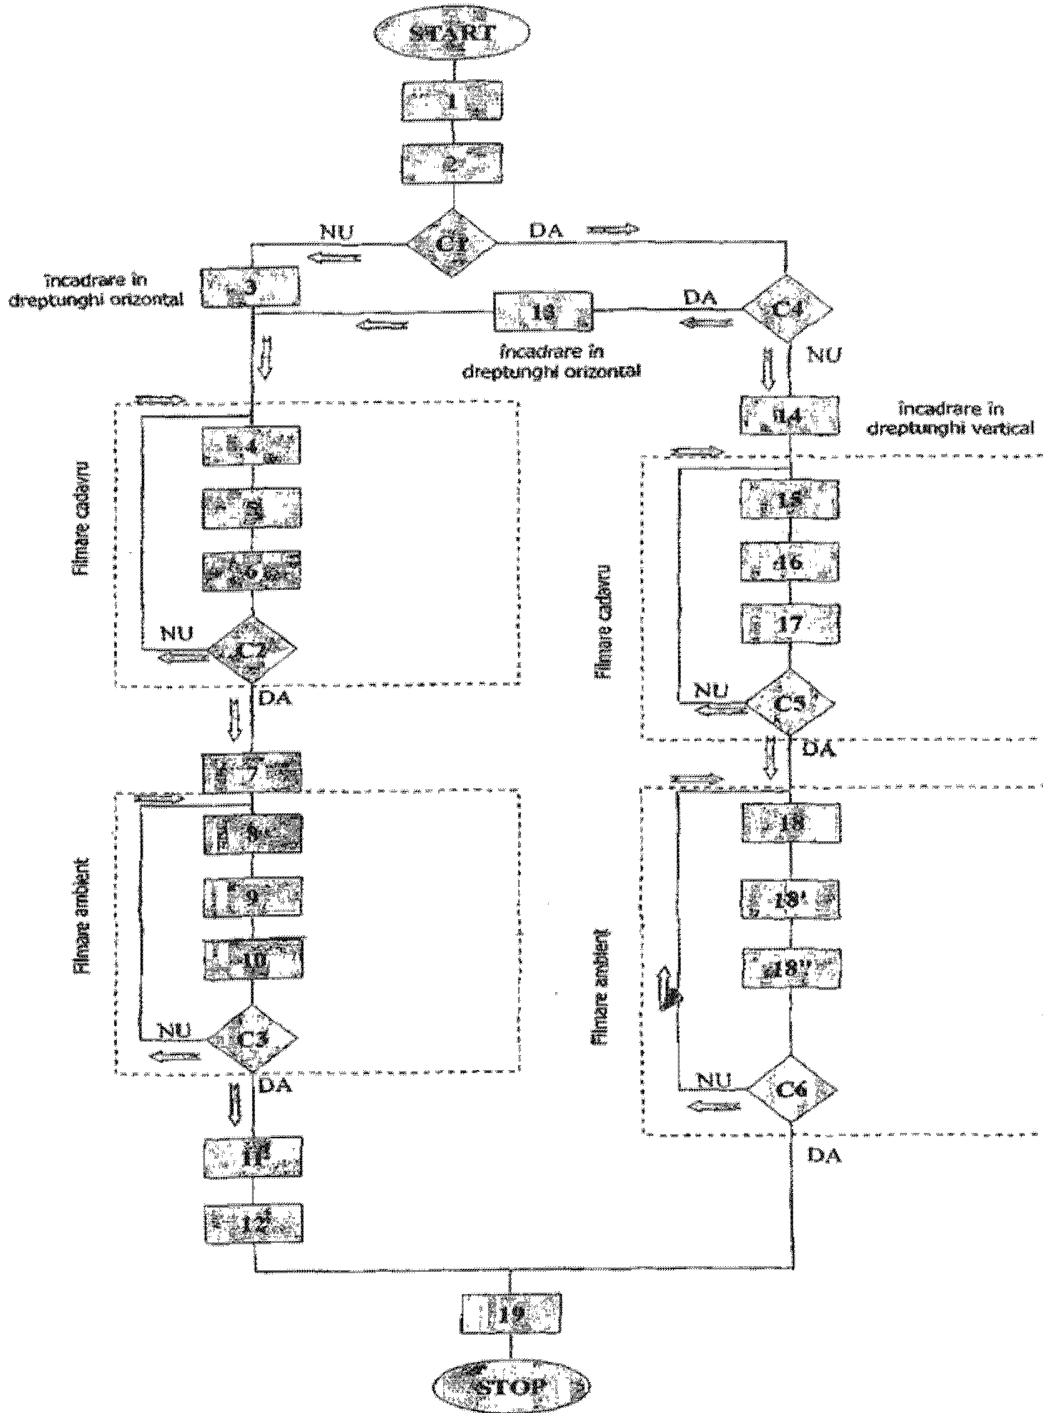 START
1
2
C1
NU
DA
încadrare în
dreptunghi orizontal
3
13
DA
C4
încadrare în
dreptunghi orizontal
NU
14
încadrare în
dreptunghi vertical
Filmare cadavru
4
5
6
NU
C2
DA
Filmare cadavru
15
16
17
NU
C5
DA
7
Filmare ambient
8
9
10
NU
C3
DA
Filmare ambient
18
18'
18"
NU
C6
DA
11
12
19
STOP